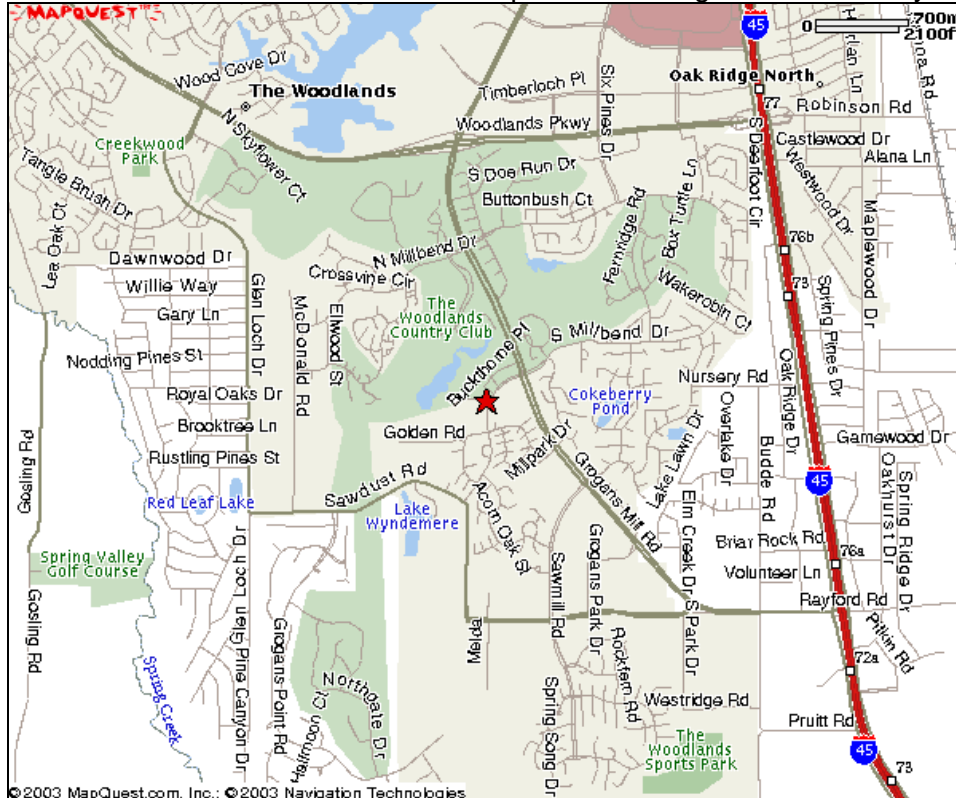 MAPQUEST
45
0
700m
2100ft
Wood Cove Dr
The Woodlands
Timberloch Pl
Six Pines Dr
Oak Ridge North
77
Robinson Rd
Harlan Ln
N Skyflower Ct
Woodlands Pkwy
S Deerfoot Cir
Castlewood Dr
Alana Ln
Creekwood
Park
Tangle Brush Dr
S Doe Run Dr
Buttonbush Ct
Fernridge Rd
Box Turtle Ln
Westwood Dr
Maplewood Dr
Lea Oak Ct
Dawnwood Dr
Willie Way
Gary Ln
Nodding Pines St
Glen Loch Dr
McDonald Rd
Ellwood St
Crossvine Cir
N Millbend Dr
76b
73
Wakerobin Ct
Spring Pines Dr
The
Woodlands
Country Club
Buckthorne Pl
S Millbend Dr
Oak Ridge Dr
Royal Oaks Dr
Brooktree Ln
Rustling Pines St
Golden Rd
Cokeberry
Pond
Nursery Rd
Overlake Dr
Budde Rd
Gamewood Dr
Gosling Rd
Red Leaf Lake
Sawdust Rd
Lake
Wyndemere
Millpark Dr
Acorn Oak St
Grogans Mill Rd
Lake Lawn Dr
Elm Creek Dr
45
Oakhurst Dr
Spring Ridge Dr
Briar Rock Rd
76a
Volunteer Ln
Spring Valley
Golf Course
Gosling Rd
Glen Loch Dr
Pine Canyon Dr
Grogans Point Rd
Sawmill Rd
Grogans Park Dr
Rockfern Rd
S Park Dr
Rayford Rd
Pitkin Rd
72a
Spring Creek
Northgate Dr
Hallmoon Ct
Melica
Spring Song Dr
Westridge Rd
Pruitt Rd
The
Woodlands
Sports Park
45
73
© 2003 MapQuest.com, Inc.; © 2003 Navigation Technologies